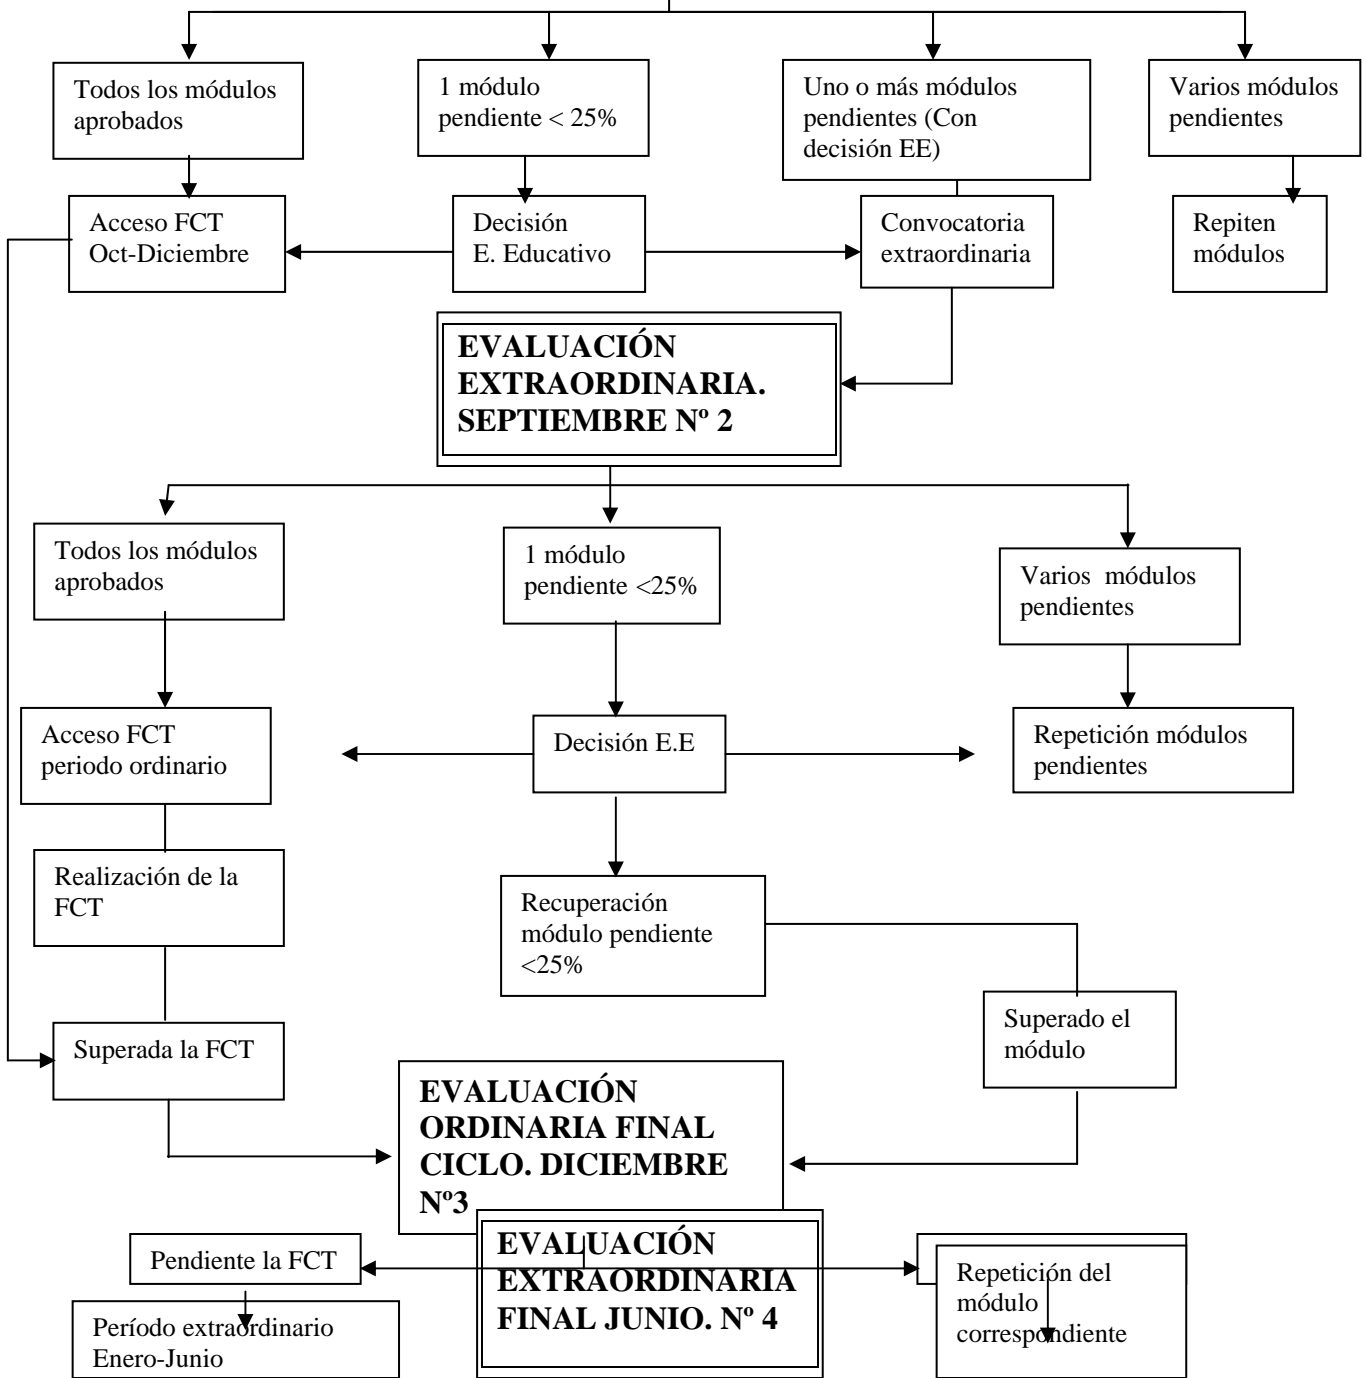 Todos los módulos
aprobados
1 módulo
pendiente < 25%
Uno o más módulos
pendientes (Con
decisión EE)
Varios módulos
pendientes
Acceso FCT
Oct-Diciembre
Decisión
E. Educativo
Convocatoria
extraordinaria
Repiten
módulos
EVALUACIÓN
EXTRAORDINARIA.
SEPTIEMBRE Nº 2
Todos los módulos
aprobados
1 módulo
pendiente <25%
Varios módulos
pendientes
Acceso FCT
periodo ordinario
Decisión E.E
Repetición módulos
pendientes
Realización de la
FCT
Recuperación
módulo pendiente
<25%
Superada la FCT
Superado el
módulo
EVALUACIÓN
ORDINARIA FINAL
CICLO. DICIEMBRE
Nº3
Pendiente la FCT
EVALUACIÓN
EXTRAORDINARIA
FINAL JUNIO. Nº 4
Repetición del
módulo
correspondiente
Período extraordinario
Enero-Junio